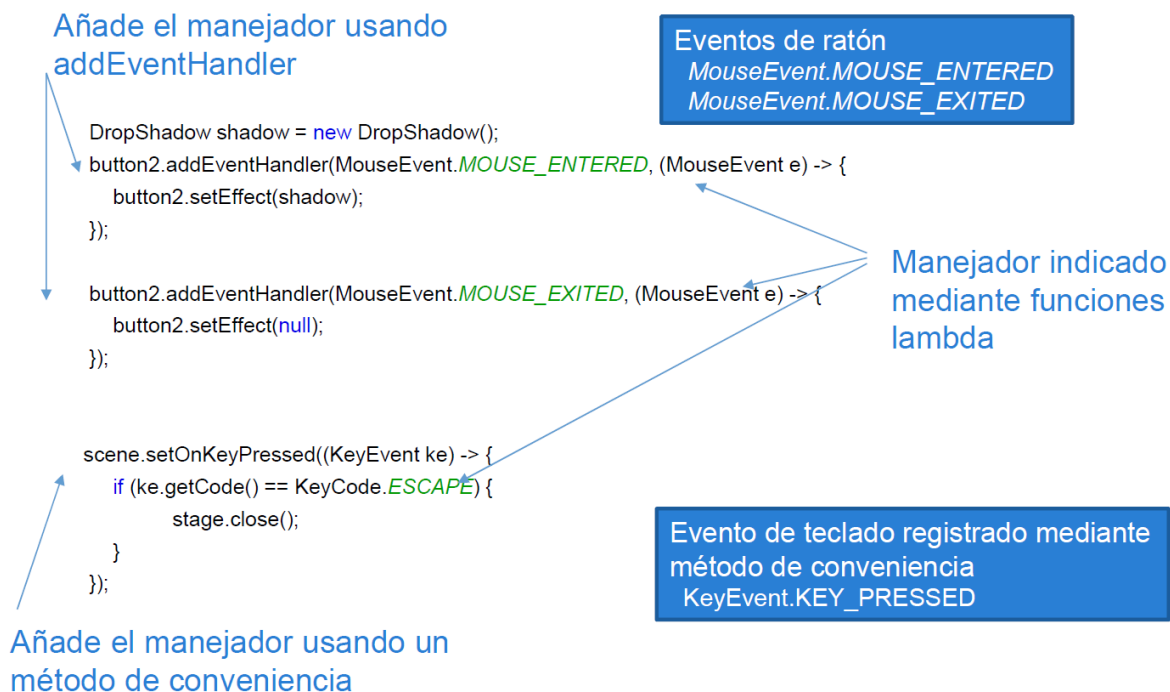 Añade el manejador usando
addEventHandler
Eventos de ratón
MouseEvent.MOUSE_ENTERED
MouseEvent.MOUSE_EXITED
DropShadow shadow = new DropShadow();
button2.addEventHandler(MouseEvent.MOUSE_ENTERED, (MouseEvent e) -> {
button2.setEffect(shadow);
});
button2.addEventHandler(MouseEvent.MOUSE_EXITED, (MouseEvent e) -> {
button2.setEffect(null);
});
Manejador indicado
mediante funciones
lambda
scene.setOnKeyPressed((KeyEvent ke) -> {
if (ke.getCode() == KeyCode.ESCAPE) {
stage.close();
}
});
Evento de teclado registrado mediante
método de conveniencia
KeyEvent.KEY_PRESSED
Añade el manejador usando un
método de conveniencia